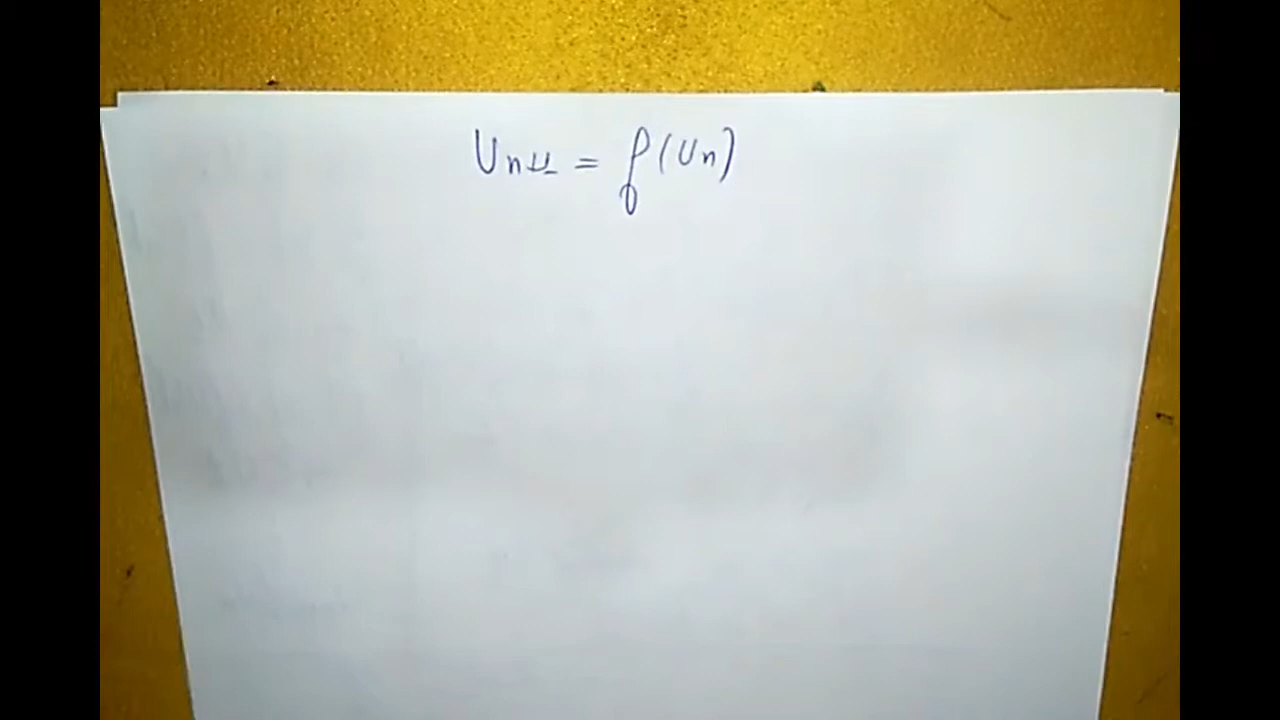 Un+1 = f(Un)